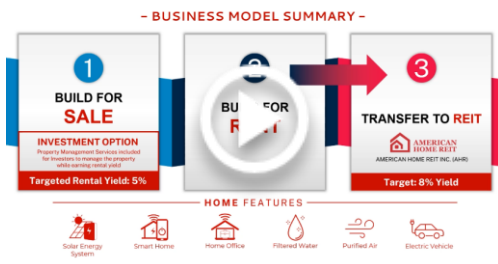 - BUSINESS MODEL SUMMARY -
1
BUILD FOR
SALE
INVESTMENT OPTION
Property Management Services included
for Investors to manage the property
while earning rental yield
Targeted Rental Yield: 5%
2
BUILD FOR
3
TRANSFER TO REIT
AMERICAN
HOME REIT
AMERICAN HOME REIT INC. (AHR)
Target: 8% Yield
HOME FEATURES
Solar Energy
System
Smart Home
Home Office
Filtered Water
Purified Air
Electric Vehicle